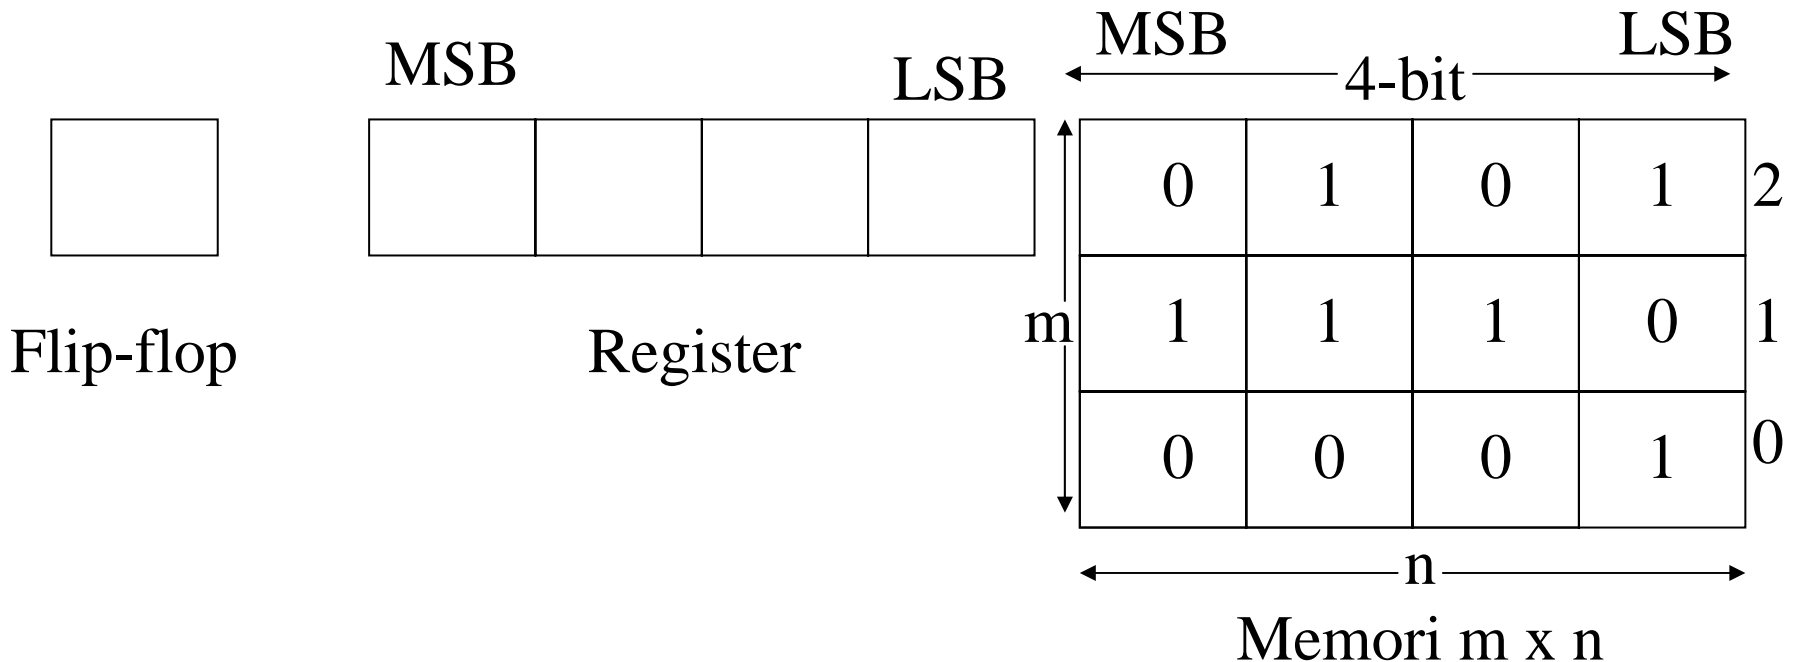 MSB LSB
MSB 4-bit LSB
0 1 0 1 2
m 1 1 1 0 1
0 0 0 1 0
Flip-flop
Register
n
Memori m x n